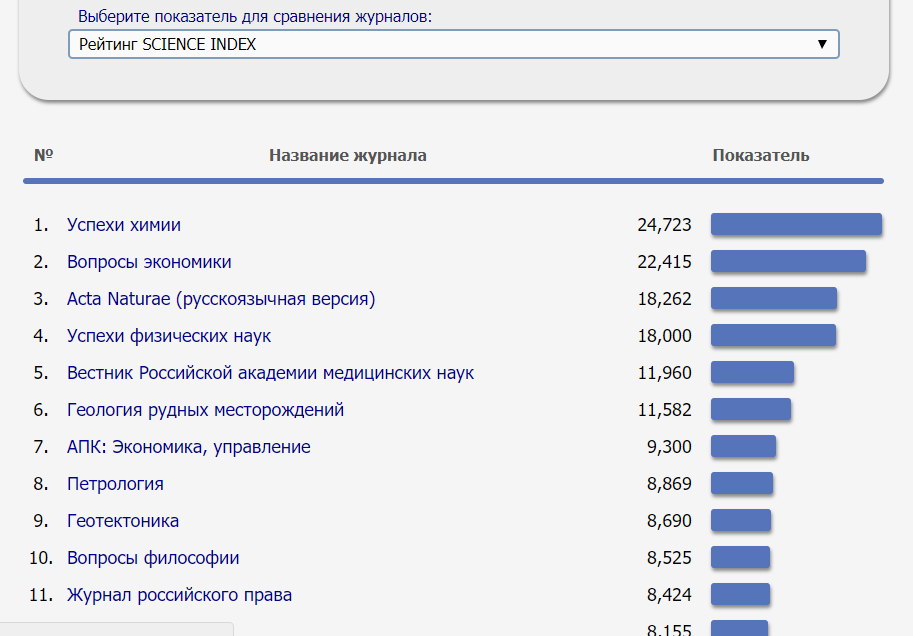 Выберите показатель для сравнения журналов:
Рейтинг SCIENCE INDEX ▼
№ Название журнала Показатель
1. Успехи химии 24,723
2. Вопросы экономики 22,415
3. Acta Naturae (русскоязычная версия) 18,262
4. Успехи физических наук 18,000
5. Вестник Российской академии медицинских наук 11,960
6. Геология рудных месторождений 11,582
7. АПК: Экономика, управление 9,300
8. Петрология 8,869
9. Геотектоника 8,690
10. Вопросы философии 8,525
11. Журнал российского права 8,424
8,155